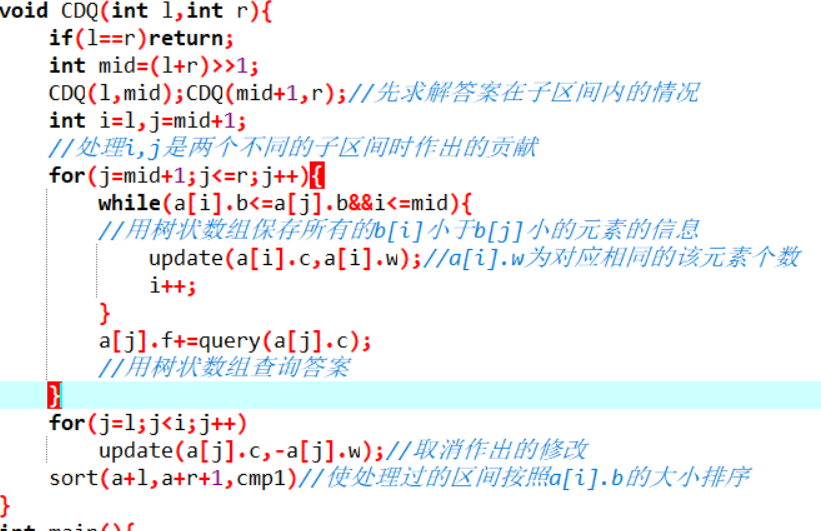 void CDQ(int l,int r){
if(l==r)return;
int mid=(l+r)>>1;
CDQ(l,mid);CDQ(mid+1,r);//先求解答案在子区间内的情况
int i=l,j=mid+1;
//处理i,j是两个不同的子区间时作出的贡献
for(j=mid+1;j<=r;j++){
while(a[i].b<=a[j].b&&i<=mid){
//用树状数组保存所有的b[i]小于b[j]小的元素的信息
update(a[i].c,a[i].w);//a[i].w为对应相同的该元素个数
i++;
}
a[j].f+=query(a[j].c);
//用树状数组查询答案
}
for(j=l;j<i;j++)
update(a[j].c,-a[j].w);//取消作出的修改
sort(a+l,a+r+1,cmp1)//使处理过的区间按照a[i].b的大小排序
}
int main(){